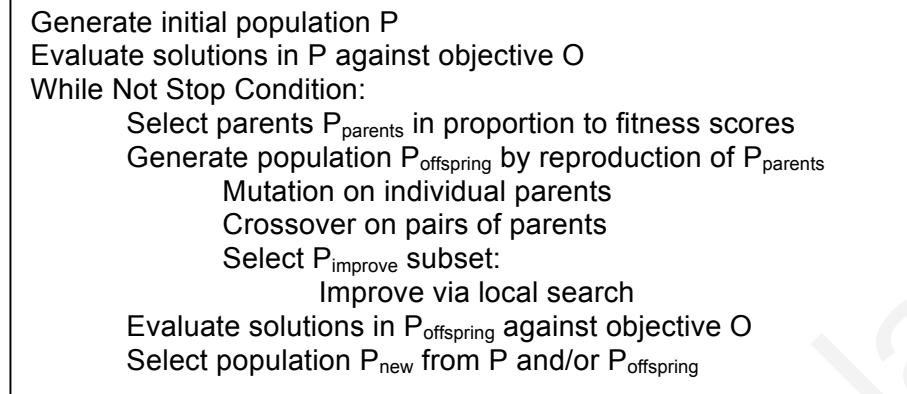 Generate initial population P
Evaluate solutions in P against objective O
While Not Stop Condition:
Select parents Pparents in proportion to fitness scores
Generate population Poffspring by reproduction of Pparents
Mutation on individual parents
Crossover on pairs of parents
Select Pimprove subset:
Improve via local search
Evaluate solutions in Poffspring against objective O
Select population Pnew from P and/or Poffspring